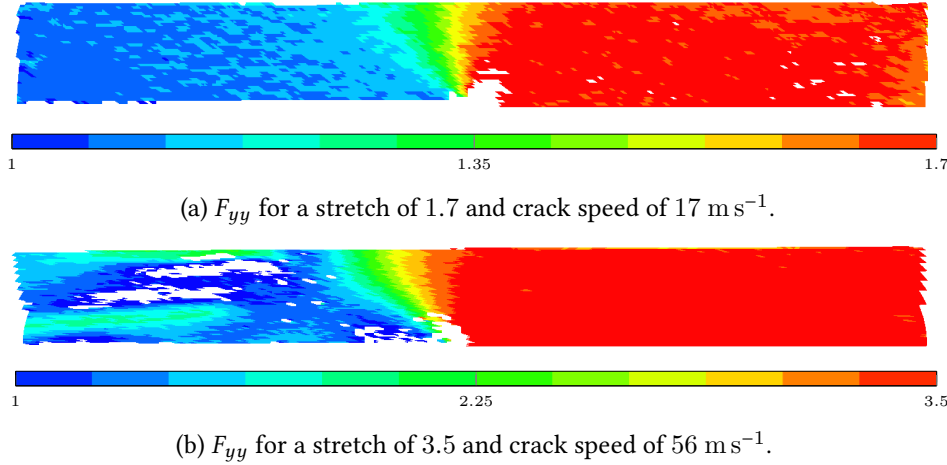 1 1.35 1.7
(a) F_yy for a stretch of 1.7 and crack speed of 17 m s⁻¹.
1 2.25 3.5
(b) F_yy for a stretch of 3.5 and crack speed of 56 m s⁻¹.